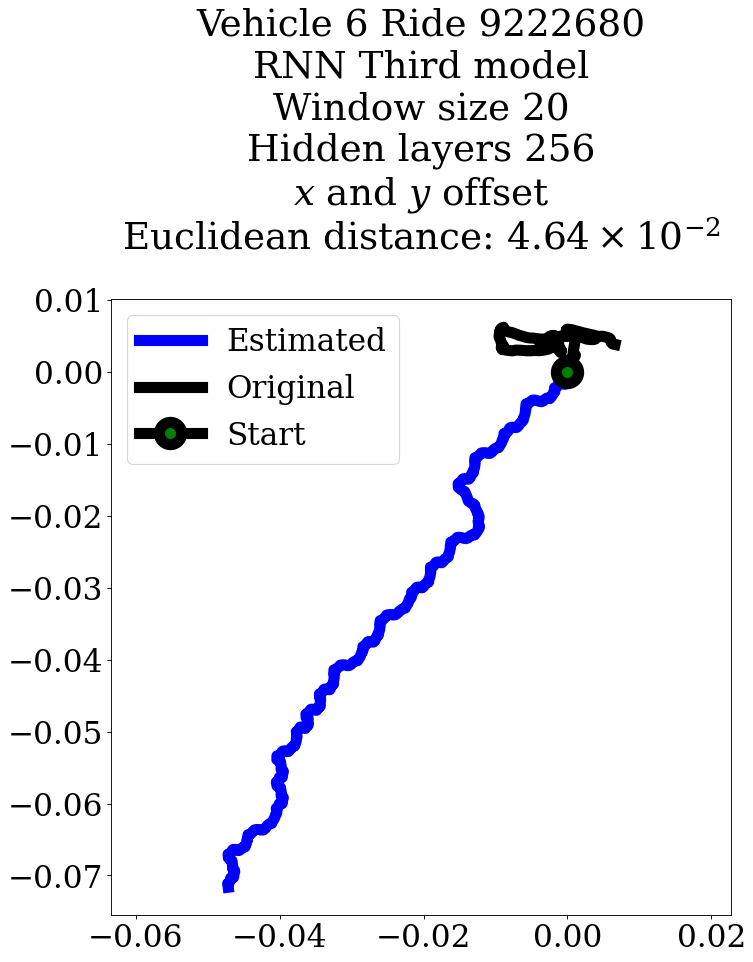 Vehicle 6 Ride 9222680
RNN Third model
Window size 20
Hidden layers 256
x and y offset
Euclidean distance: 4.64 × 10⁻²
Estimated
Original
Start
0.01
0.00
−0.01
−0.02
−0.03
−0.04
−0.05
−0.06
−0.07
−0.06 −0.04 −0.02 0.00 0.02